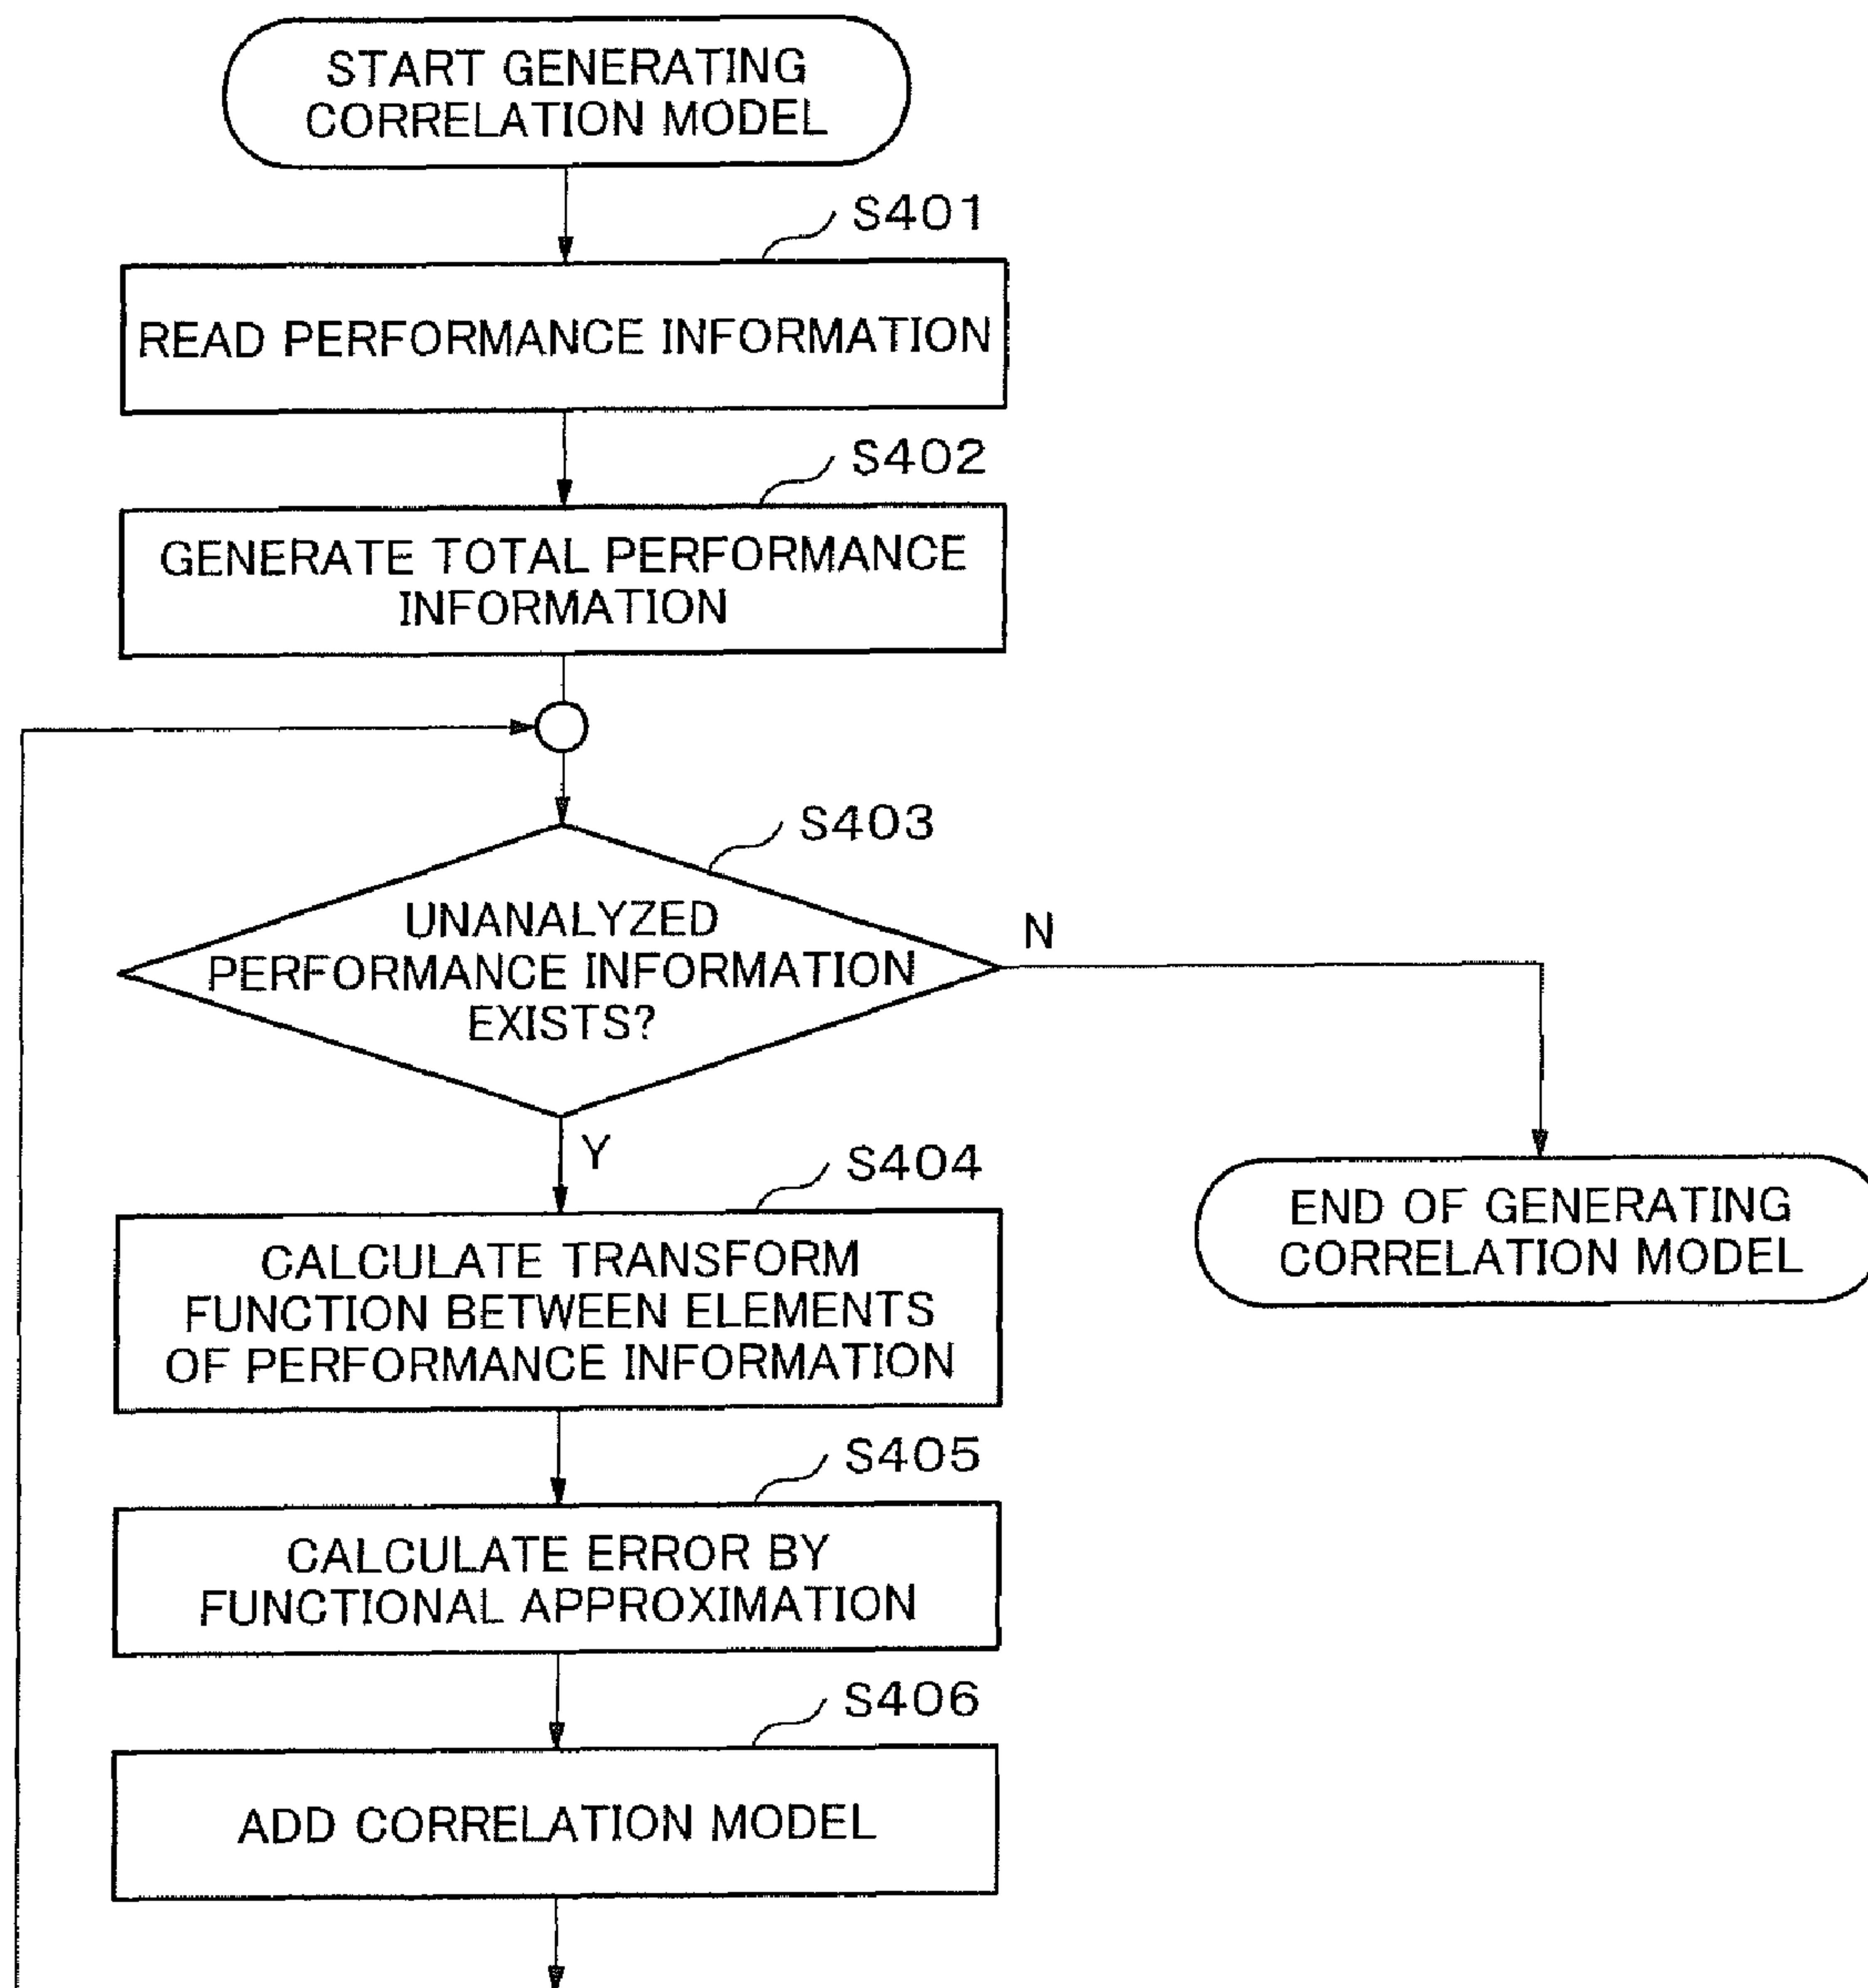 START GENERATING
CORRELATION MODEL
S401
READ PERFORMANCE INFORMATION
S402
GENERATE TOTAL PERFORMANCE
INFORMATION
S403
UNANALYZED
PERFORMANCE INFORMATION
EXISTS?
N
Y
S404
CALCULATE TRANSFORM
FUNCTION BETWEEN ELEMENTS
OF PERFORMANCE INFORMATION
END OF GENERATING
CORRELATION MODEL
S405
CALCULATE ERROR BY
FUNCTIONAL APPROXIMATION
S406
ADD CORRELATION MODEL